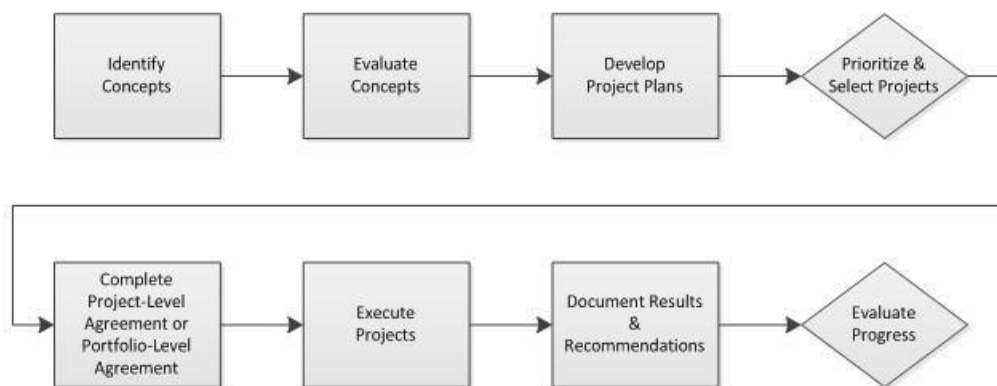 Identify
Concepts
Evaluate
Concepts
Develop
Project Plans
Prioritize &
Select Projects
Complete
Project-Level
Agreement or
Portfolio-Level
Agreement
Execute
Projects
Document Results
&
Recommendations
Evaluate
Progress